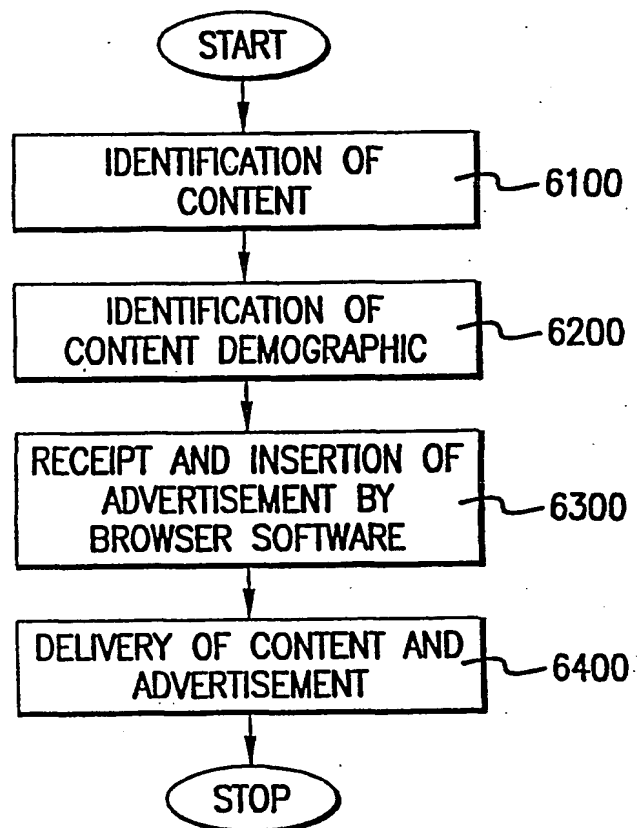 START
IDENTIFICATION OF
CONTENT
6100
IDENTIFICATION OF
CONTENT DEMOGRAPHIC
6200
RECEIPT AND INSERTION OF
ADVERTISEMENT BY
BROWSER SOFTWARE
6300
DELIVERY OF CONTENT AND
ADVERTISEMENT
6400
STOP